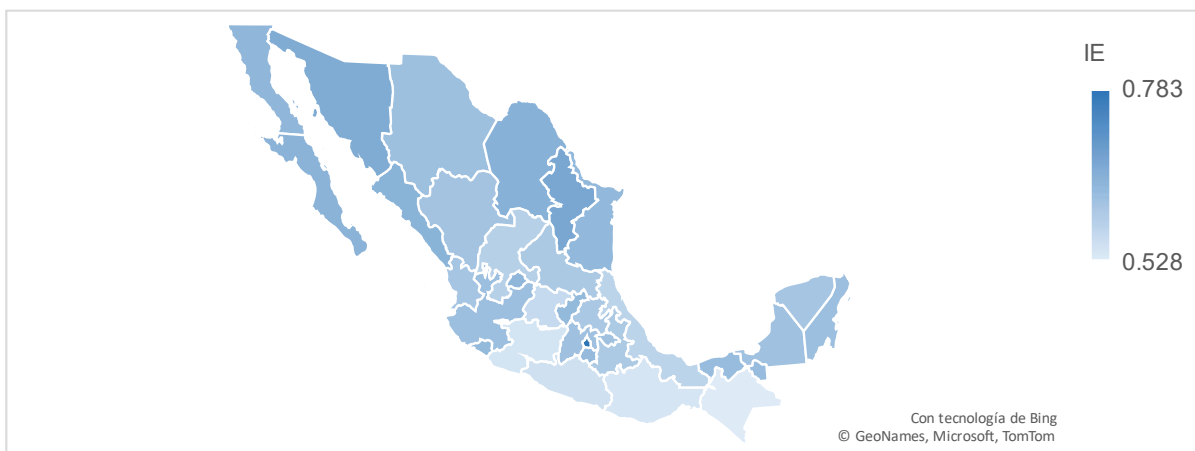 IE
0.783
0.528
Con tecnología de Bing
© GeoNames, Microsoft, TomTom